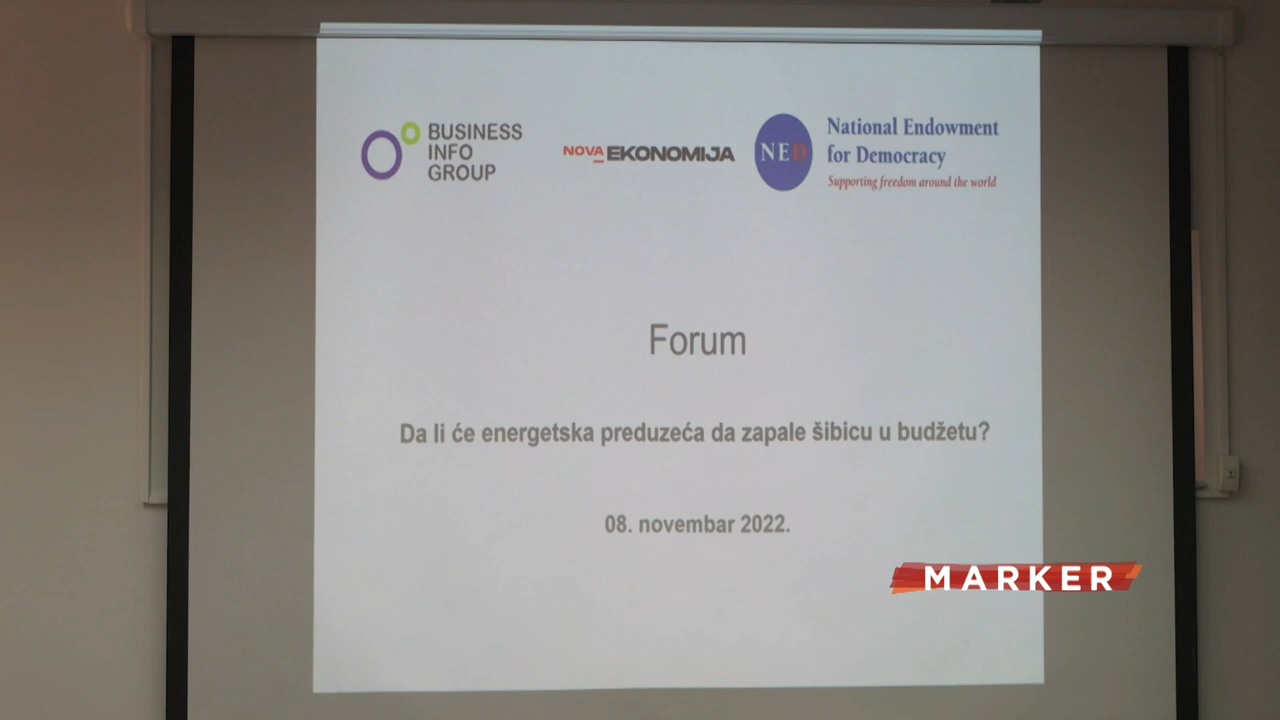 BUSINESS
INFO
GROUP
NOVA EKONOMIJA
NED
National Endowment
for Democracy
Supporting freedom around the world
Forum
Da li će energetska preduzeća da zapale šibicu u budžetu?
08. novembar 2022.
MARKER